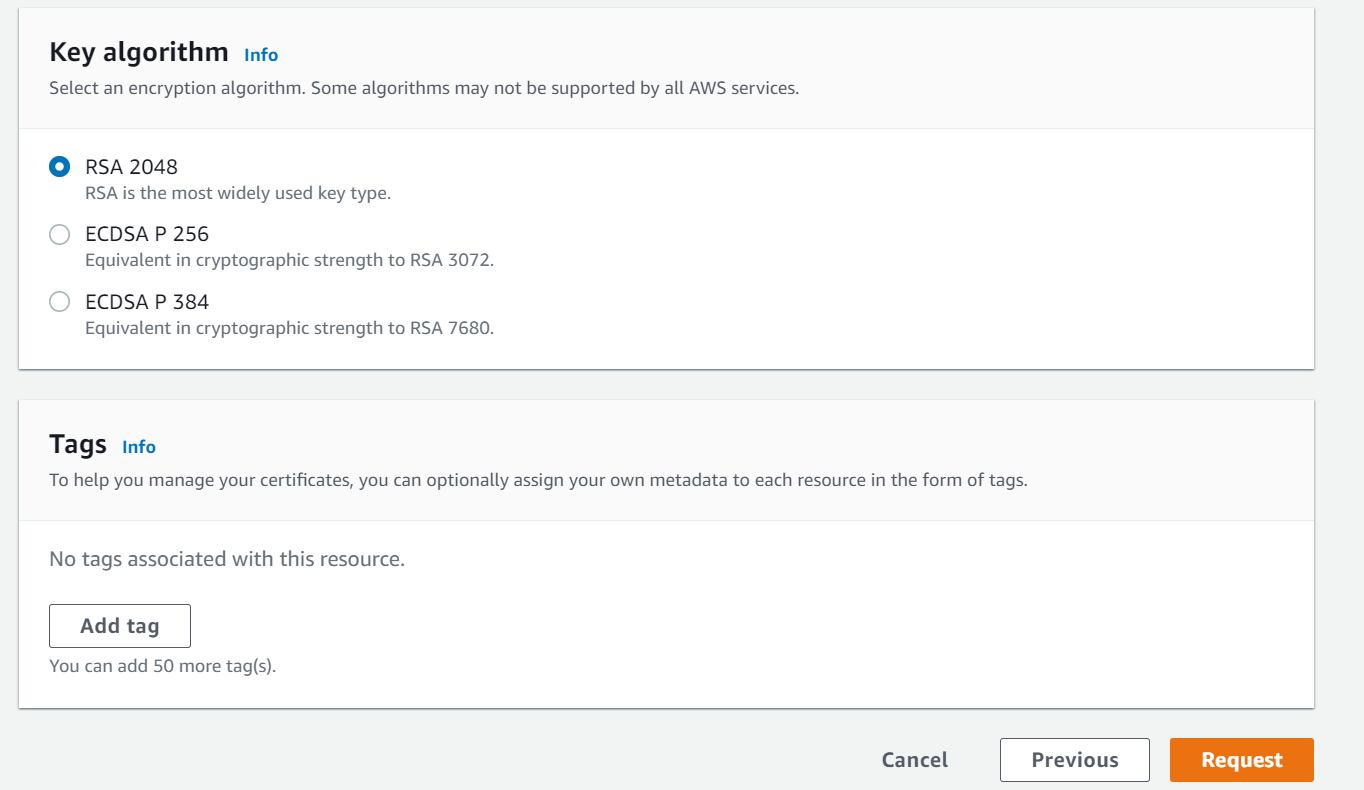 Key algorithm Info
Select an encryption algorithm. Some algorithms may not be supported by all AWS services.
RSA 2048
RSA is the most widely used key type.
ECDSA P 256
Equivalent in cryptographic strength to RSA 3072.
ECDSA P 384
Equivalent in cryptographic strength to RSA 7680.
Tags Info
To help you manage your certificates, you can optionally assign your own metadata to each resource in the form of tags.
No tags associated with this resource.
Add tag
You can add 50 more tag(s).
Cancel Previous Request